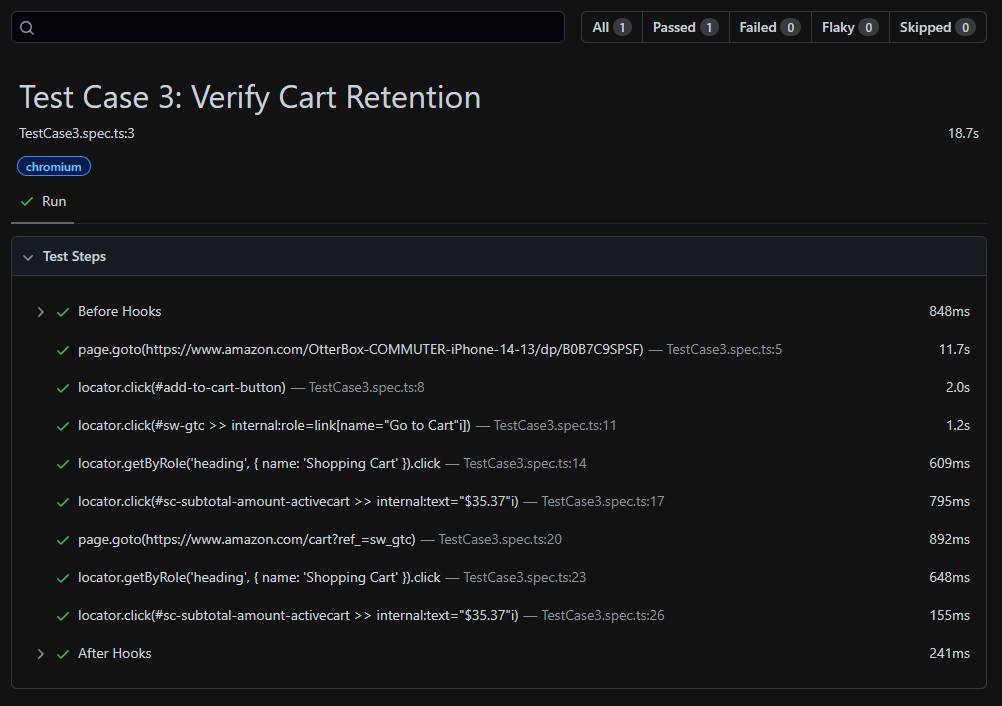 All 1 Passed 1 Failed 0 Flaky 0 Skipped 0
Test Case 3: Verify Cart Retention
TestCase3.spec.ts:3 18.7s
chromium
Run
Test Steps
Before Hooks 848ms
page.goto(https://www.amazon.com/OtterBox-COMMUTER-iPhone-14-13/dp/B0B7C9SPSF) — TestCase3.spec.ts:5 11.7s
locator.click(#add-to-cart-button) — TestCase3.spec.ts:8 2.0s
locator.click(#sw-gtc >> internal:role=link[name="Go to Cart"i]) — TestCase3.spec.ts:11 1.2s
locator.getByRole('heading', { name: 'Shopping Cart' }).click — TestCase3.spec.ts:14 609ms
locator.click(#sc-subtotal-amount-activecart >> internal:text="$35.37"i) — TestCase3.spec.ts:17 795ms
page.goto(https://www.amazon.com/cart?ref_=sw_gtc) — TestCase3.spec.ts:20 892ms
locator.getByRole('heading', { name: 'Shopping Cart' }).click — TestCase3.spec.ts:23 648ms
locator.click(#sc-subtotal-amount-activecart >> internal:text="$35.37"i) — TestCase3.spec.ts:26 155ms
After Hooks 241ms